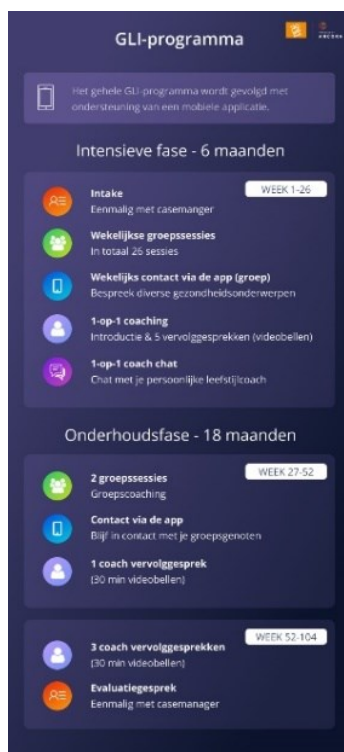 GLI-programma
Het gehele GLI-programma wordt gevolgd met
ondersteuning van een mobiele applicatie.
Intensieve fase - 6 maanden
WEEK 1-26
Intake
Eenmalig met casemanger
Wekelijkse groepssessies
In totaal 26 sessies
Wekelijks contact via de app (groep)
Bespreek diverse gezondheidsonderwerpen
1-op-1 coaching
Introductie & 5 vervolggesprekken (videobellen)
1-op-1 coach chat
Chat met je persoonlijke leefstijlcoach
Onderhoudsfase - 18 maanden
WEEK 27-52
2 groepssessies
Groepscoaching
Contact via de app
Blijf in contact met je groepsgenoten
1 coach vervolggesprek
(30 min videobellen)
WEEK 52-104
3 coach vervolggesprekken
(30 min videobellen)
Evaluatiegesprek
Eenmalig met casemanager